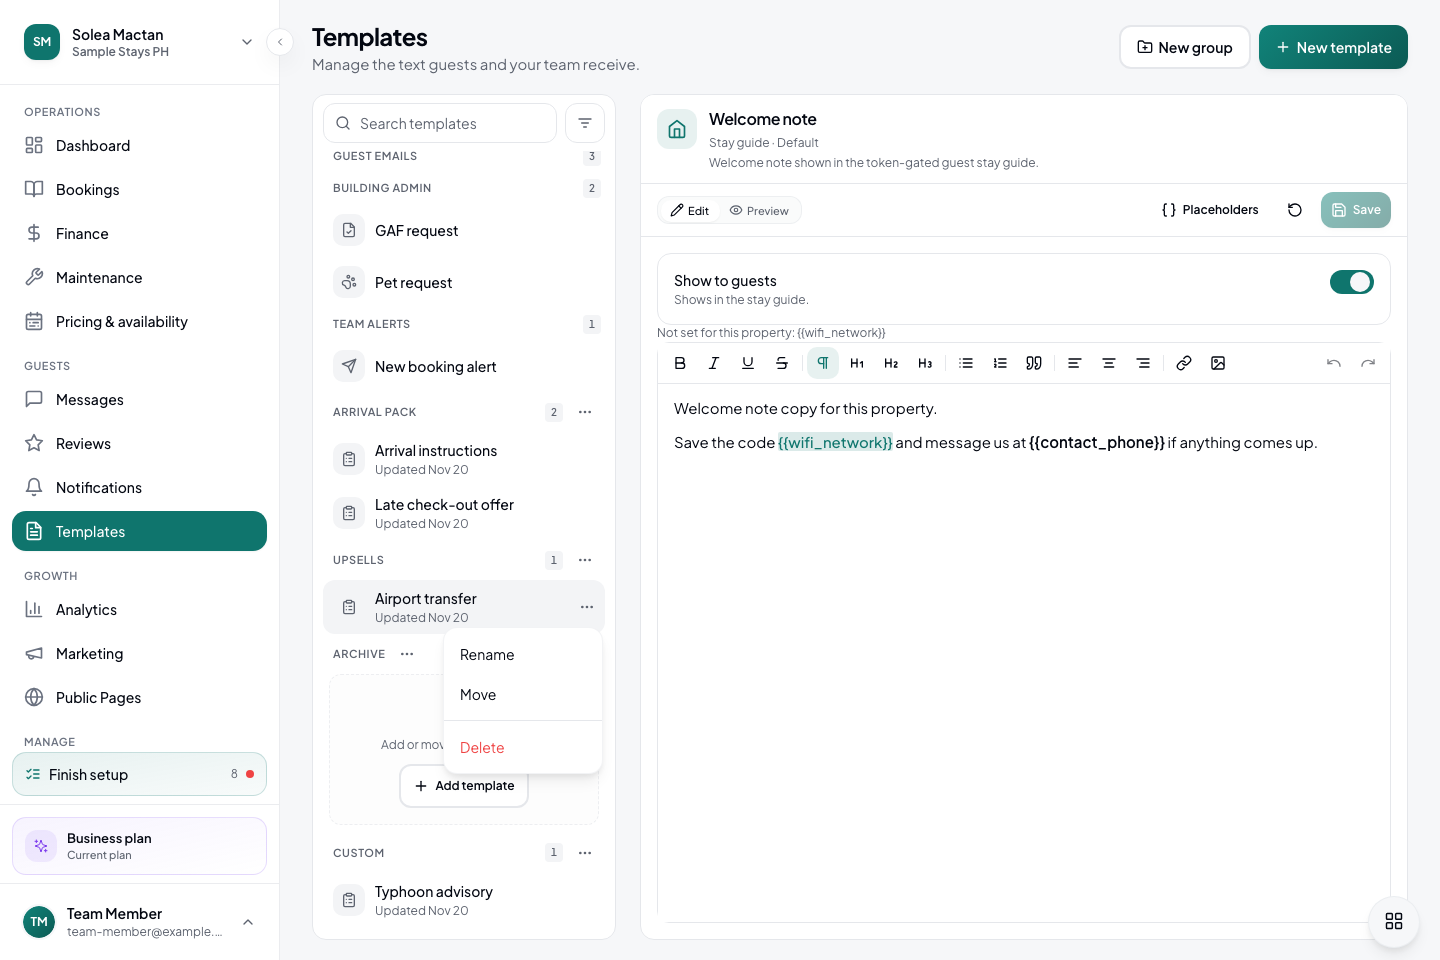 SM
Solea Mactan
Sample Stays PH
OPERATIONS
Dashboard
Bookings
Finance
Maintenance
Pricing & availability
GUESTS
Messages
Reviews
Notifications
Templates
GROWTH
Analytics
Marketing
Public Pages
MANAGE
Finish setup
8
Business plan
Current plan
TM
Team Member
team-member@example....
Templates
Manage the text guests and your team receive.
New group
New template
Search templates
GUEST EMAILS 3
BUILDING ADMIN 2
GAF request
Pet request
TEAM ALERTS 1
New booking alert
ARRIVAL PACK 2
Arrival instructions
Updated Nov 20
Late check-out offer
Updated Nov 20
UPSELLS 1
Airport transfer
Updated Nov 20
ARCHIVE
Rename
Move
Delete
Add or
Add template
CUSTOM 1
Typhoon advisory
Updated Nov 20
Welcome note
Stay guide · Default
Welcome note shown in the token-gated guest stay guide.
Edit
Preview
Placeholders
Save
Show to guests
Shows in the stay guide.
Not set for this property: {{wifi_network}}
B I U S ¶ H1 H2 H3
Welcome note copy for this property.
Save the code {{wifi_network}} and message us at {{contact_phone}} if anything comes up.